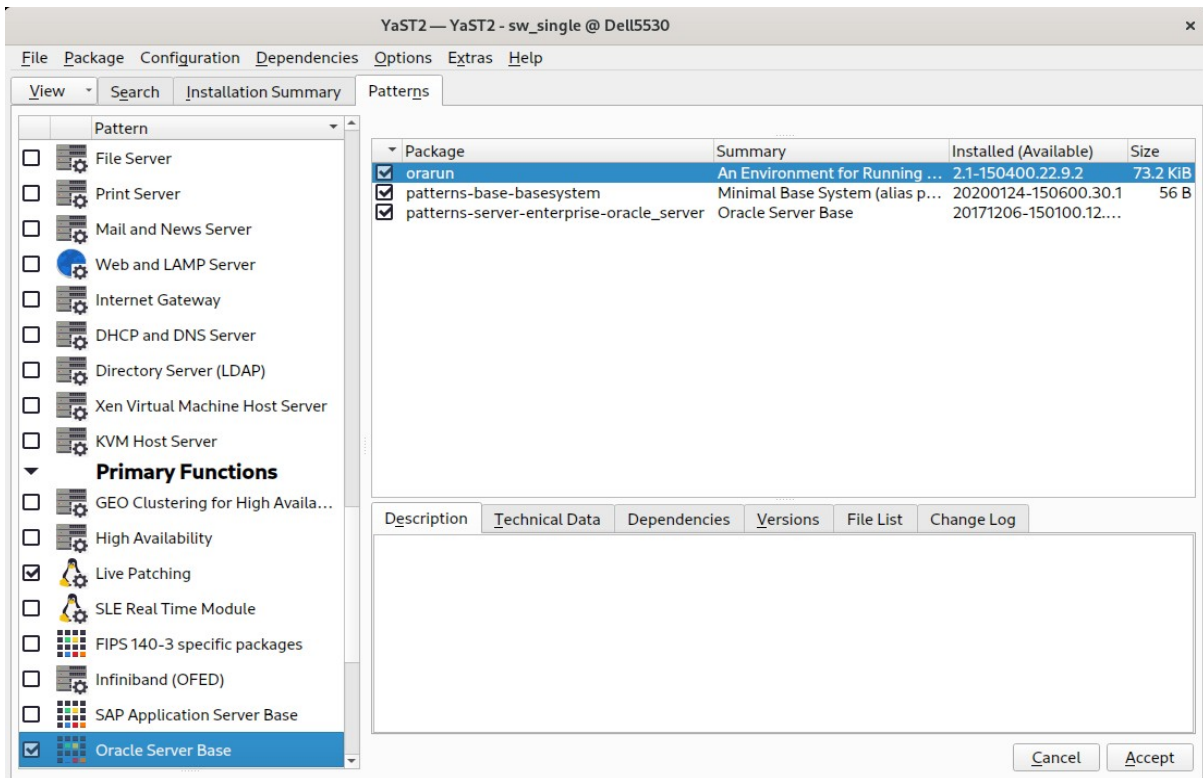 YaST2 — YaST2 - sw_single @ Dell5530 ×
File Package Configuration Dependencies Options Extras Help
View Search Installation Summary Patterns
Pattern
File Server
Print Server
Mail and News Server
Web and LAMP Server
Internet Gateway
DHCP and DNS Server
Directory Server (LDAP)
Xen Virtual Machine Host Server
KVM Host Server
Primary Functions
GEO Clustering for High Availa...
High Availability
Live Patching
SLE Real Time Module
FIPS 140-3 specific packages
Infiniband (OFED)
SAP Application Server Base
Oracle Server Base
Package Summary Installed (Available) Size
orarun An Environment for Running ... 2.1-150400.22.9.2 73.2 KiB
patterns-base-basesystem Minimal Base System (alias p... 20200124-150600.30.1 56 B
patterns-server-enterprise-oracle_server Oracle Server Base 20171206-150100.12....
Description Technical Data Dependencies Versions File List Change Log
Cancel Accept